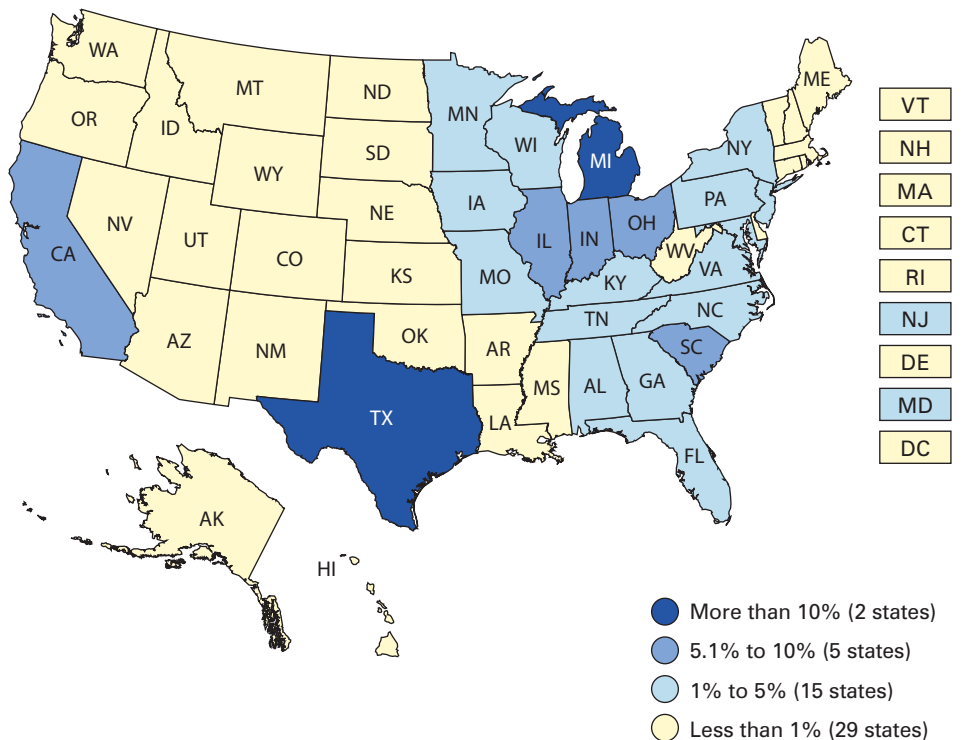 WA
MT
ND
ME
VT
OR
ID
MN
NH
SD
WI
NY
WY
MI
MA
IA
PA
NE
CT
NV
OH
UT
IL
IN
CA
CO
WV
RI
KS
MO
VA
KY
NJ
NC
TN
AZ
OK
NM
AR
SC
DE
MS
AL
GA
MD
TX
LA
DC
FL
AK
HI
More than 10% (2 states)
5.1% to 10% (5 states)
1% to 5% (15 states)
Less than 1% (29 states)